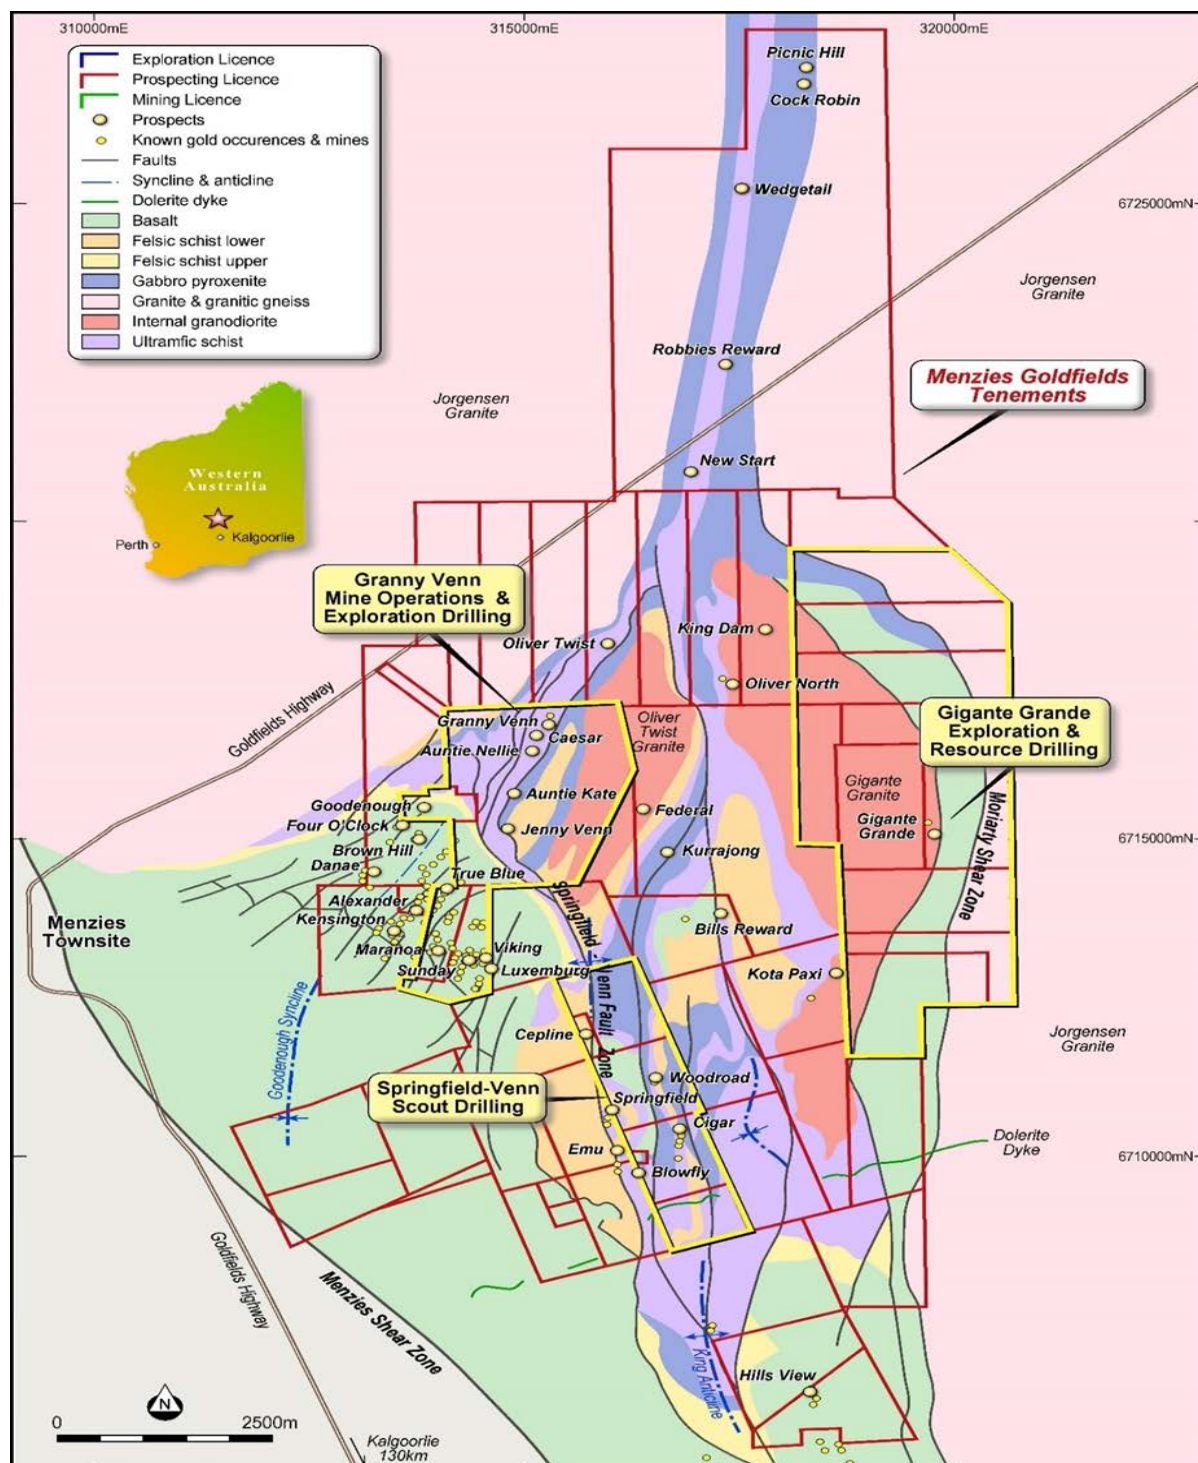 310000mE
315000mE
320000mE
Exploration Licence
Prospecting Licence
Mining Licence
Prospects
Known gold occurences & mines
Faults
Syncline & anticline
Dolerite dyke
Basalt
Felsic schist lower
Felsic schist upper
Gabbro pyroxenite
Granite & granitic gneiss
Internal granodiorite
Ultramfic schist
Picnic Hill
Cock Robin
Wedgetail
6725000mN
Jorgensen
Granite
Robbies Reward
Menzies Goldfields
Tenements
Jorgensen
Granite
Western
Australia
Perth
Kalgoorlie
New Start
Granny Venn
Mine Operations &
Exploration Drilling
King Dam
Oliver Twist
Oliver North
Goldfields Highway
Granny Venn
Caesar
Auntie Nellie
Oliver
Twist
Granite
Gigante Grande
Exploration &
Resource Drilling
Gigante
Granite
Auntie Kate
Goodenough
Federal
Four O'Clock
Jenny Venn
Gigante
Grande
Moriarty Shear Zone
6715000mN
Brown Hill
Kurrajong
Danae
True Blue
Alexander
Kensington
Menzies
Townsite
Springfield - Venn Fault Zone
Bills Reward
Maranoa
Viking
Sunday
Luxemburg
Kota Paxi
Goodenough Syncline
Cepline
Jorgensen
Granite
Woodroad
Springfield-Venn
Scout Drilling
Springfield
Cigar
Emu
Dolerite
Dyke
6710000mN
Blowfly
Goldfields Highway
Menzies Shear Zone
Ring Anticline
Hills View
N
0
2500m
Kalgoorlie
130km